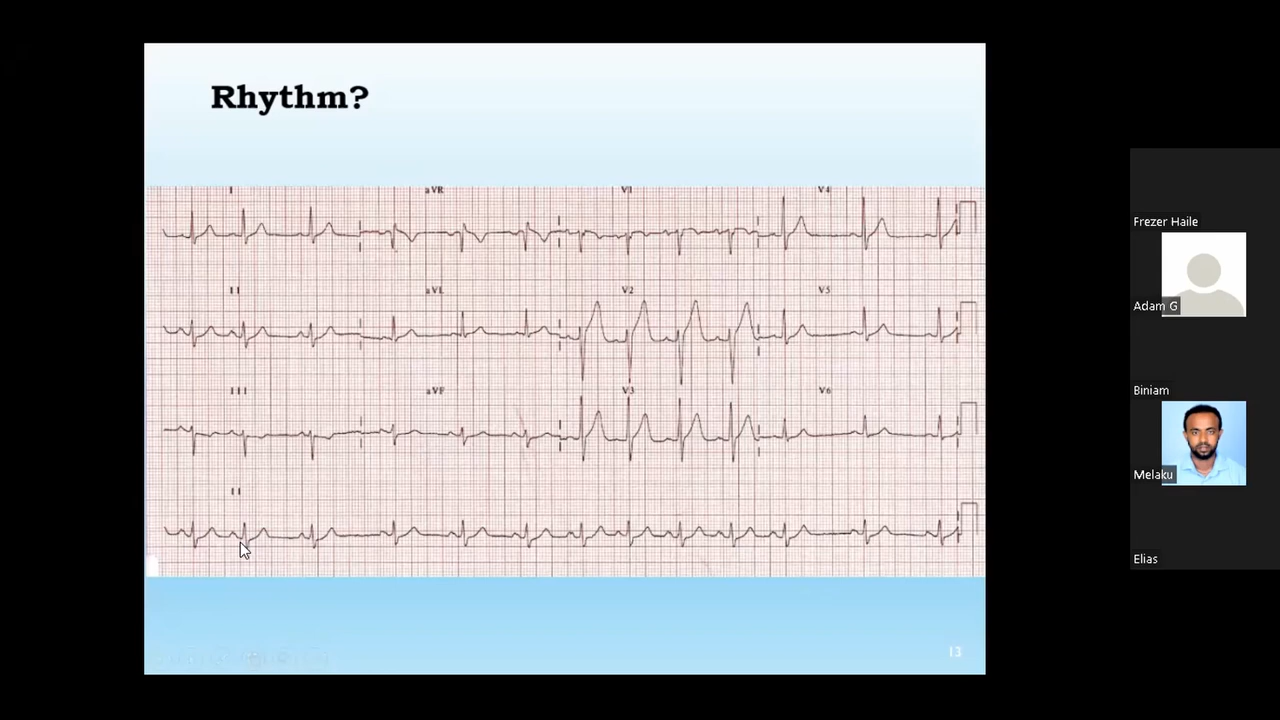 Rhythm?
I aVR V1 V4
II aVL V2 V5
III aVF V3 V6
II
13
Frezer Haile
Adam G
Biniam
Melaku
Elias